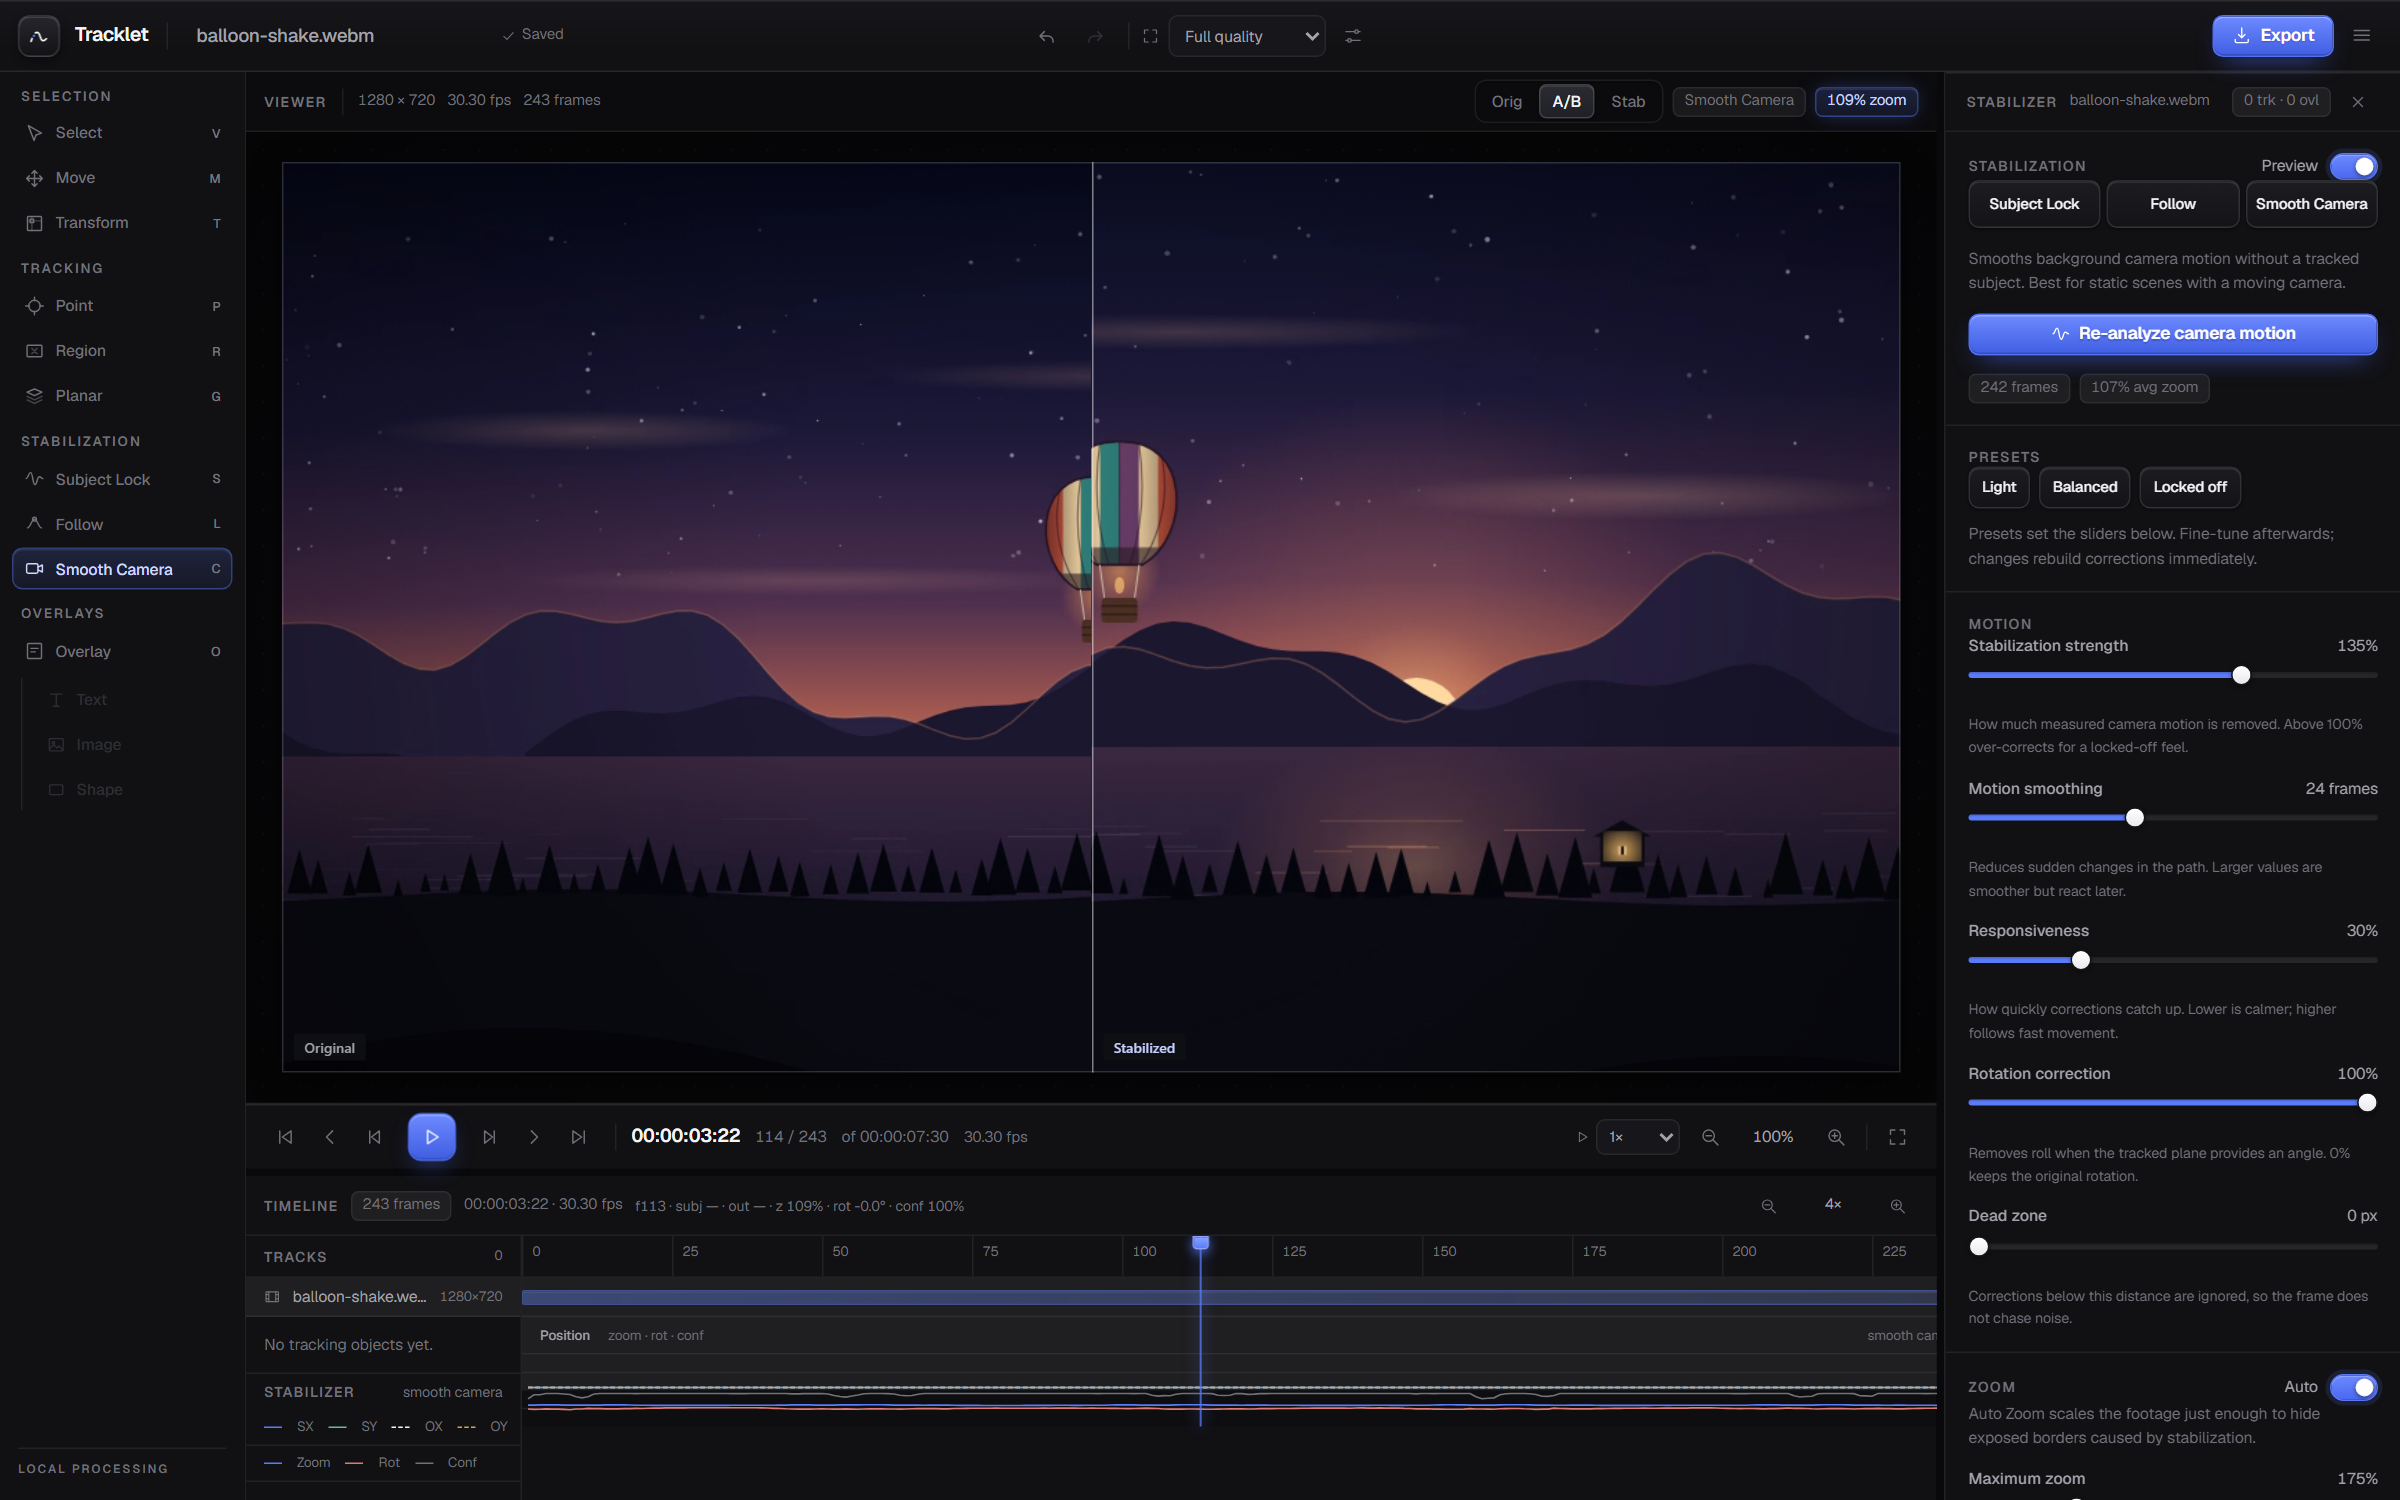 Tracklet balloon-shake.webm Saved Full quality Export
SELECTION
Select V
Move M
Transform T
TRACKING
Point P
Region R
Planar G
STABILIZATION
Subject Lock S
Follow L
Smooth Camera C
OVERLAYS
Overlay O
Text
Image
Shape
LOCAL PROCESSING
VIEWER 1280 × 720 30.30 fps 243 frames Orig A/B Stab Smooth Camera 109% zoom
Original Stabilized
00:00:03:22 114 / 243 of 00:00:07:30 30.30 fps 1× 100%
TIMELINE 243 frames 00:00:03:22 · 30.30 fps f113 · subj — · out — · z 109% · rot -0.0° · conf 100% 4×
TRACKS 0 0 25 50 75 100 125 150 175 200 225
balloon-shake.we... 1280×720
Position zoom · rot · conf smooth can
No tracking objects yet.
STABILIZER smooth camera
SX SY OX OY
Zoom Rot Conf
STABILIZER balloon-shake.webm 0 trk · 0 ovl
STABILIZATION Preview
Subject Lock Follow Smooth Camera
Smooths background camera motion without a tracked
subject. Best for static scenes with a moving camera.
Re-analyze camera motion
242 frames 107% avg zoom
PRESETS
Light Balanced Locked off
Presets set the sliders below. Fine-tune afterwards;
changes rebuild corrections immediately.
MOTION
Stabilization strength 135%
How much measured camera motion is removed. Above 100%
over-corrects for a locked-off feel.
Motion smoothing 24 frames
Reduces sudden changes in the path. Larger values are
smoother but react later.
Responsiveness 30%
How quickly corrections catch up. Lower is calmer; higher
follows fast movement.
Rotation correction 100%
Removes roll when the tracked plane provides an angle. 0%
keeps the original rotation.
Dead zone 0 px
Corrections below this distance are ignored, so the frame does
not chase noise.
ZOOM Auto
Auto Zoom scales the footage just enough to hide
exposed borders caused by stabilization.
Maximum zoom 175%